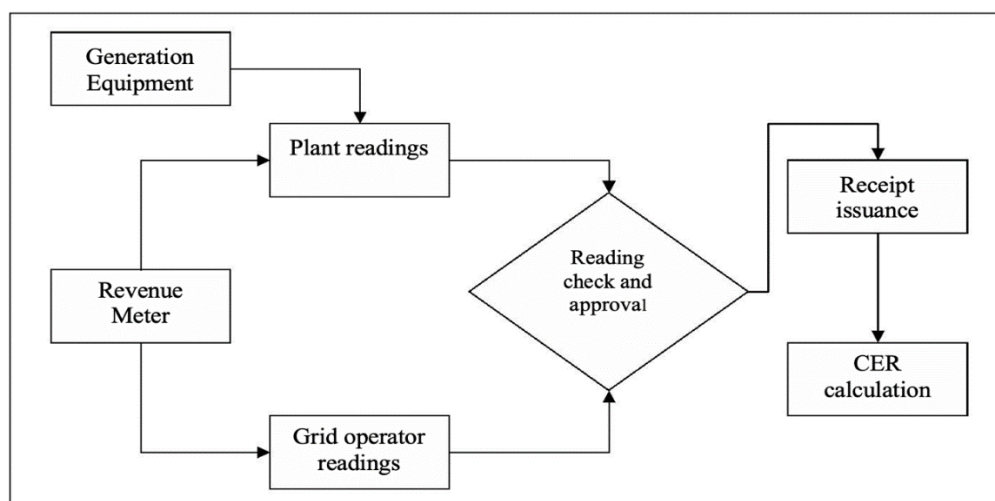 Generation
Equipment
Plant readings
Revenue
Meter
Grid operator
readings
Reading
check and
approval
Receipt
issuance
CER
calculation